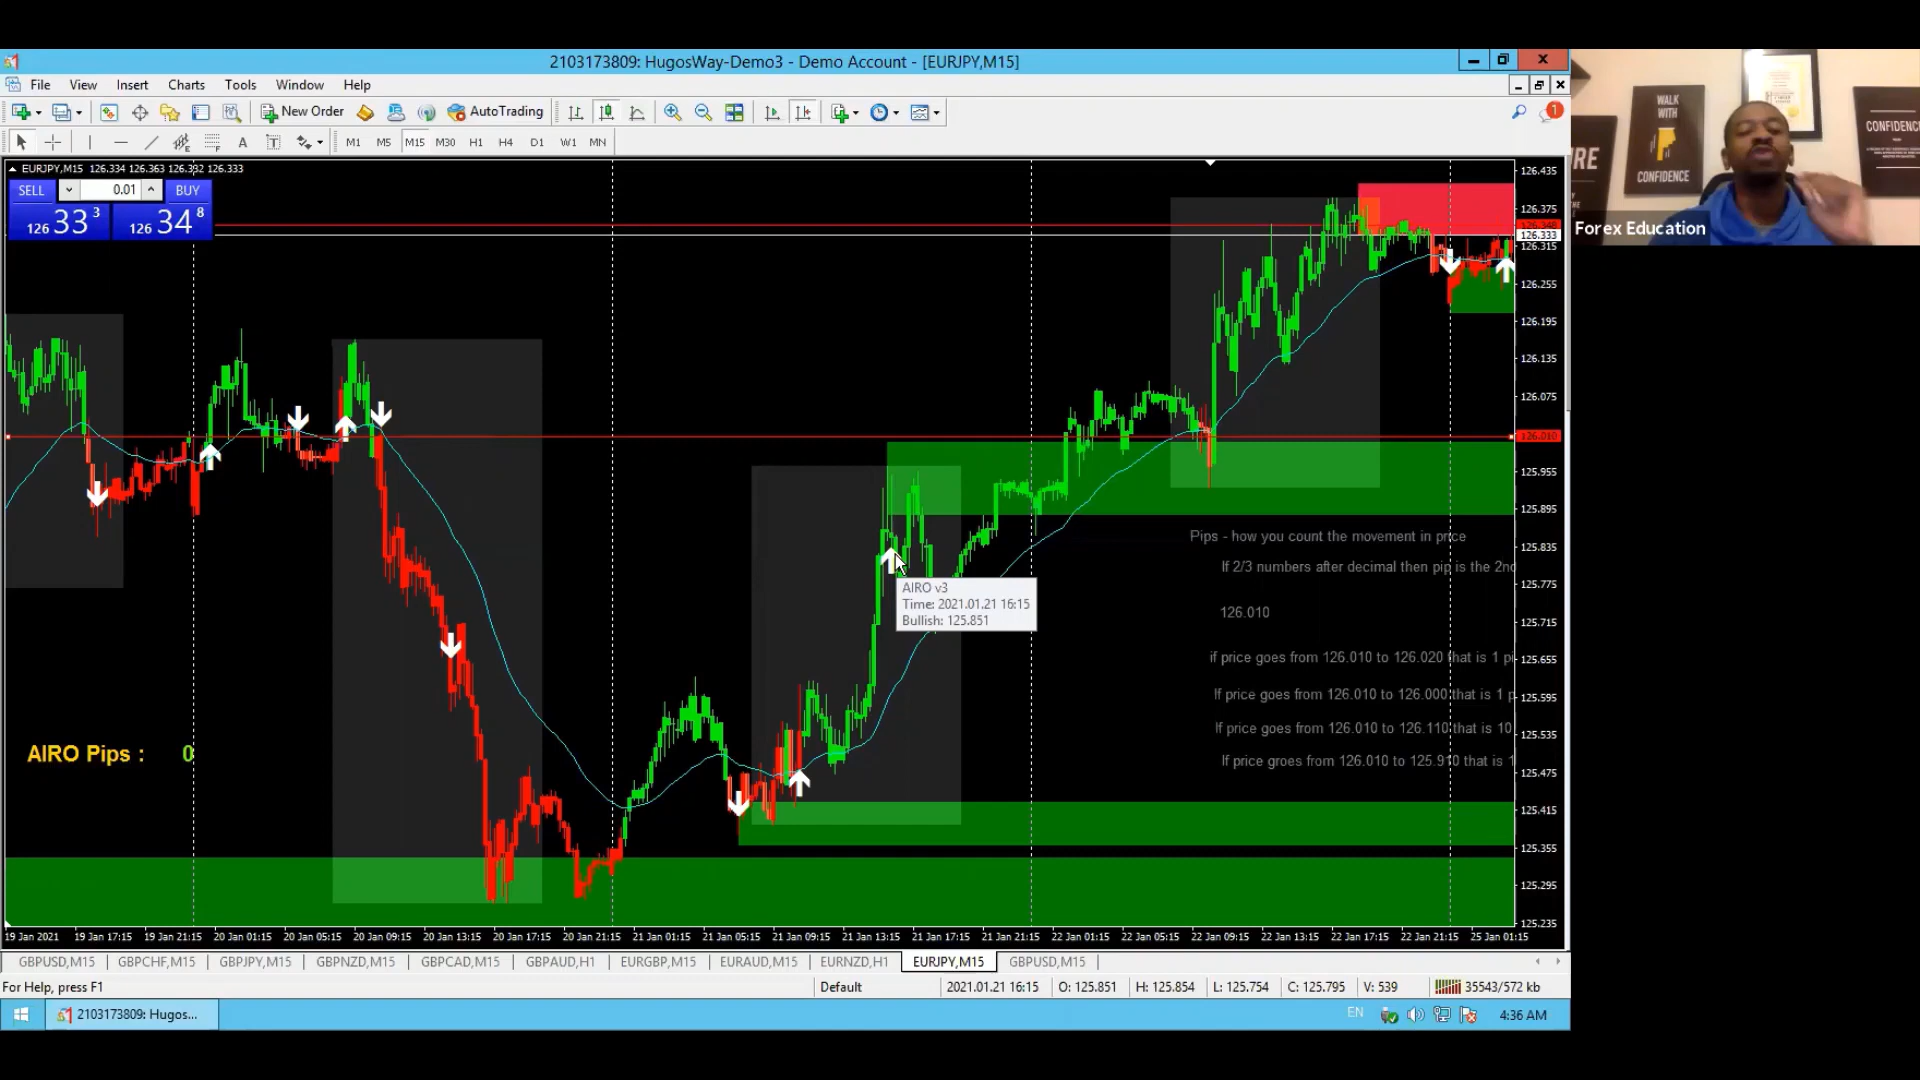 2103173809: HugosWay-Demo3 - Demo Account - [EURJPY,M15]
File View Insert Charts Tools Window Help
New Order AutoTrading 1
A T M1 M5 M15 M30 H1 H4 D1 W1 MN
EURJPY,M15 126.334 126.363 126.332 126.333
SELL 0.01 BUY
126 33 3 126 34 8
126.435
126.375
126.333
126.315
126.255
126.195
126.135
126.075
126.010
125.955
125.895
125.835
125.775
125.715
125.655
125.595
125.535
125.475
125.415
125.355
125.295
125.235
Pips - how you count the movement in price
If 2/3 numbers after decimal then pip is the 2nd
126.010
if price goes from 126.010 to 126.020 that is 1 pi
If price goes from 126.010 to 126.000 that is 1 p
If price goes from 126.010 to 126.110 that is 10
If price groes from 126.010 to 125.910 that is 1
AIRO v3
Time: 2021.01.21 16:15
Bullish: 125.851
AIRO Pips : 0
19 Jan 2021 19 Jan 17:15 19 Jan 21:15 20 Jan 01:15 20 Jan 05:15 20 Jan 09:15 20 Jan 13:15 20 Jan 17:15 20 Jan 21:15 21 Jan 01:15 21 Jan 05:15 21 Jan 09:15 21 Jan 13:15 21 Jan 17:15 21 Jan 21:15 22 Jan 01:15 22 Jan 05:15 22 Jan 09:15 22 Jan 13:15 22 Jan 17:15 22 Jan 21:15 25 Jan 01:15
GBPUSD,M15 GBPCHF,M15 GBPJPY,M15 GBPNZD,M15 GBPCAD,M15 GBPAUD,H1 EURGBP,M15 EURAUD,M15 EURNZD,H1 EURJPY,M15 GBPUSD,M15
For Help, press F1 Default 2021.01.21 16:15 O: 125.851 H: 125.854 L: 125.754 C: 125.795 V: 539 35543/572 kb
2103173809: Hugos... EN 4:36 AM
WALK
WITH
CONFIDENCE
CONFIDENC
Forex Education